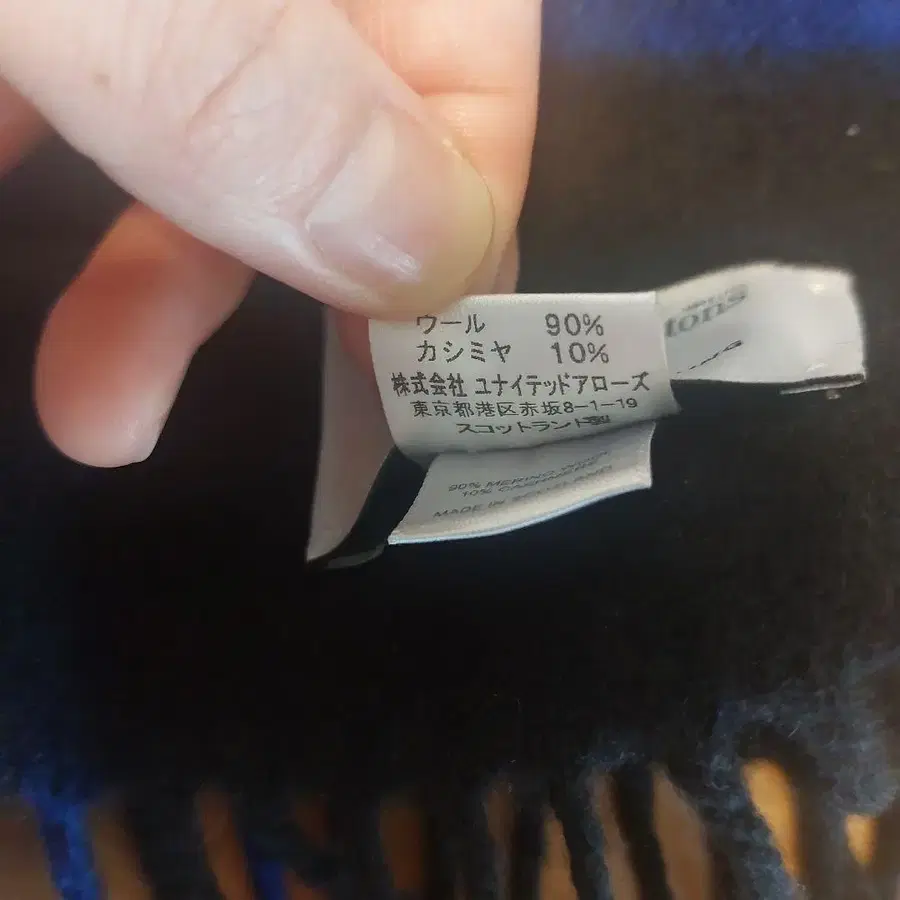 ウール 90%
カシミヤ 10%
株式会社 ユナイテッドアローズ
東京都港区赤坂8-1-19
スコットランド製
90% MERINO WOOL
10% CASHMERE
MADE IN SCOTLAND
tons